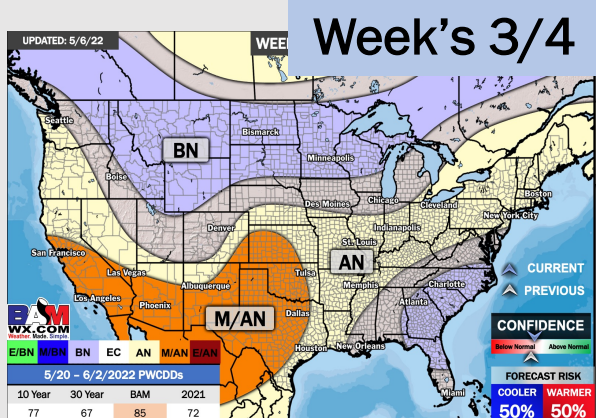 Week's 3/4
UPDATED: 5/6/22
WEE
Seattle
Bismarck
BN
Minneapolis
Boise
Boston
Des Moines
Chicago
Cleveland
New York City
Denver
Indianapolis
San Francisco
St. Louis
AN
Las Vegas
Tulsa
CURRENT
Albuquerque
Memphis
Charlotte
PREVIOUS
Los Angeles
Phoenix
Atlanta
M/AN
Dallas
BAM
WX.COM
Weather. Made. Simple.
CONFIDENCE
Houston
New Orleans
Below Normal
Above Normal
E/BN M/BN BN EC AN M/AN E/AN
5/20 – 6/2/2022 PWCDDs
FORECAST RISK
10 Year 30 Year BAM 2021
Miami
COOLER WARMER
77 67 85 72
50% 50%